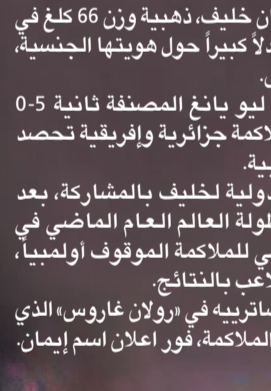 ن خليف، ذهبية وزن 66 كلغ في
دلاً كبيراً حول هويتها الجنسية،
ليو يانغ المصنفة ثانية 5-0
لاكمة جزائرية وإفريقية تحصد
بية.
دولية لخليف بالمشاركة، بعد
طولة العالم العام الماضي في
ي للملاكمة الموقوف أولمبياً،
لاعب بالنتائج.
ساترييه في «رولان غاروس» الذي
الملاكمة، فور اعلان اسم إيمان.